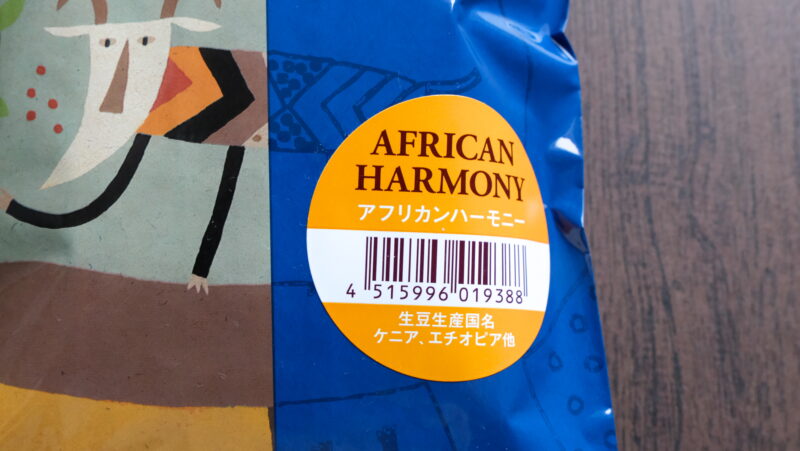 AFRICAN
HARMONY
アフリカンハーモニー
4 515996 019388
生豆生産国名
ケニア、エチオピア他